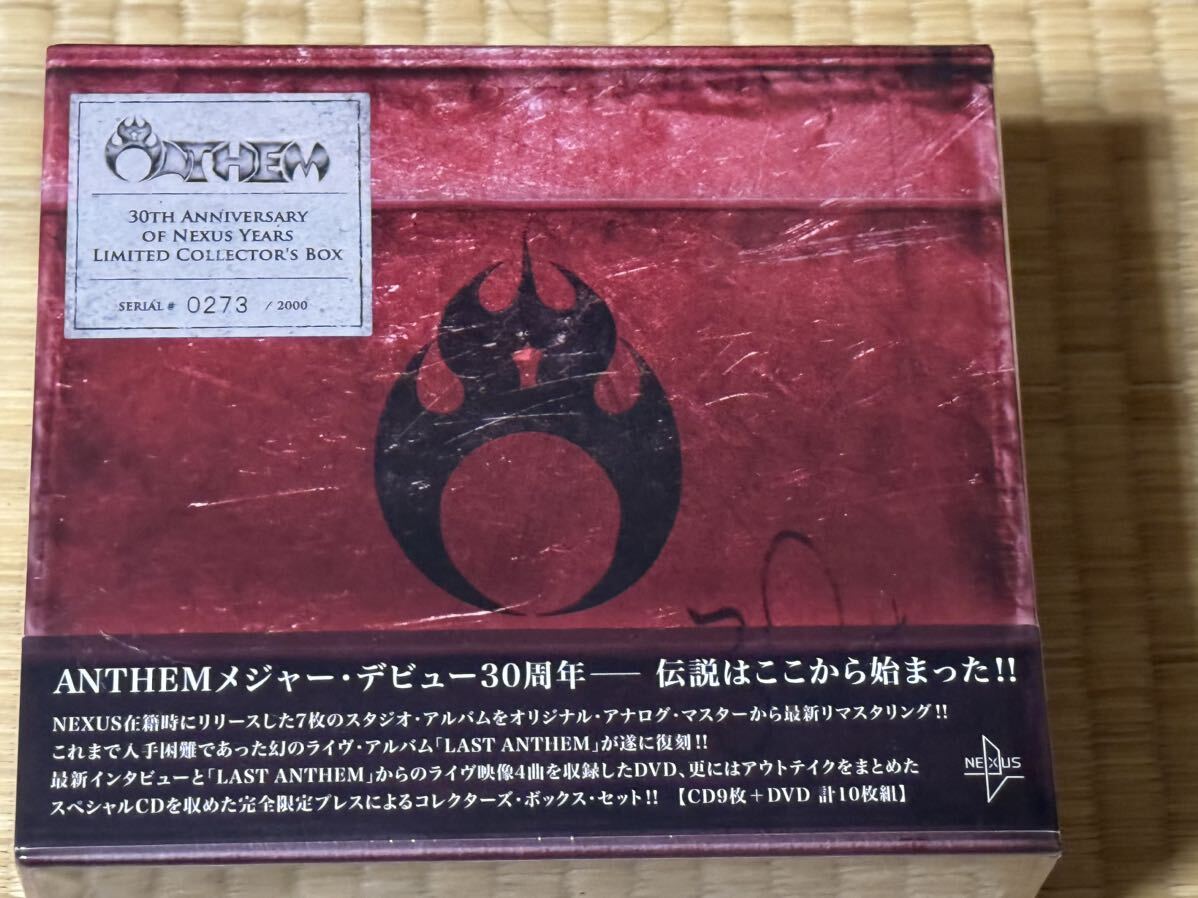 ANTHEM
30TH ANNIVERSARY
OF NEXUS YEARS
LIMITED COLLECTOR'S BOX
SERIAL # 0273 / 2000
ANTHEMメジャー・デビュー30周年── 伝説はここから始まった!!
NEXUS在籍時にリリースした7枚のスタジオ・アルバムをオリジナル・アナログ・マスターから最新リマスタリング!!
これまで入手困難であった幻のライヴ・アルバム「LAST ANTHEM」が遂に復刻!!
最新インタビューと「LAST ANTHEM」からのライヴ映像4曲を収録したDVD、更にはアウトテイクをまとめた
スペシャルCDを収めた完全限定プレスによるコレクターズ・ボックス・セット!! 【CD9枚+DVD 計10枚組】
NEXUS